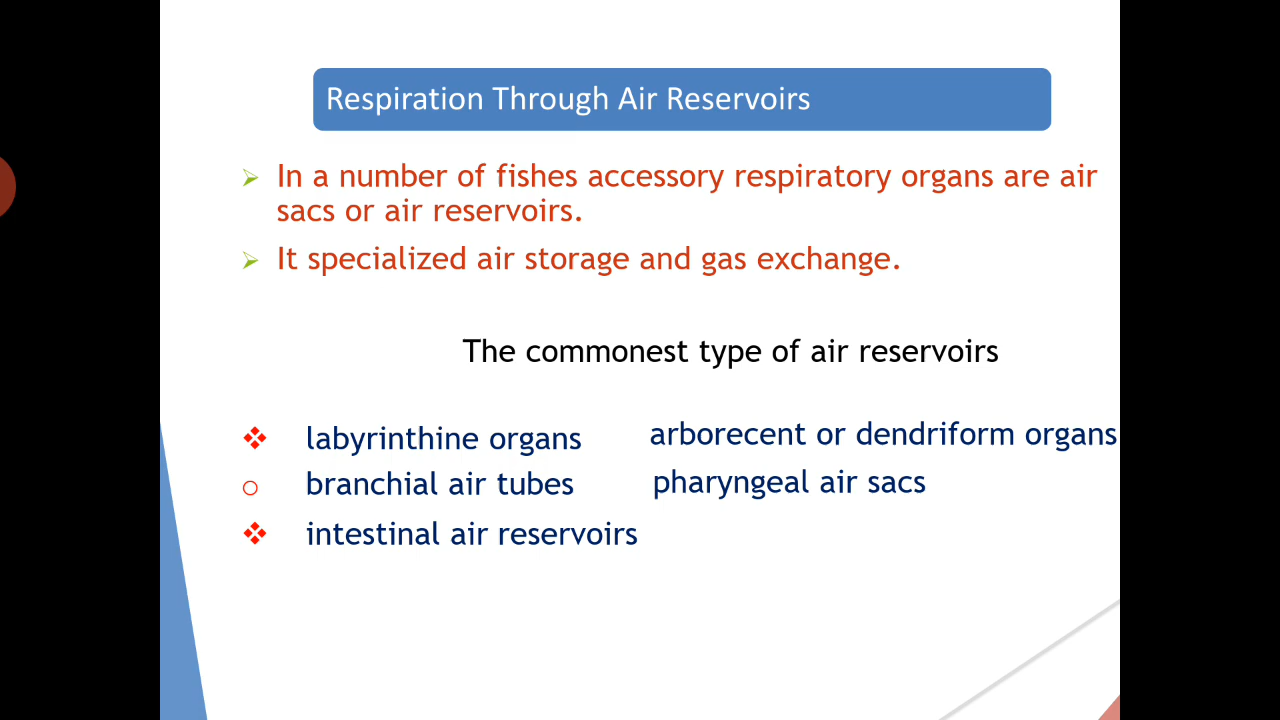 Respiration Through Air Reservoirs
In a number of fishes accessory respiratory organs are air
sacs or air reservoirs.
It specialized air storage and gas exchange.
The commonest type of air reservoirs
labyrinthine organs arborecent or dendriform organs
branchial air tubes pharyngeal air sacs
intestinal air reservoirs